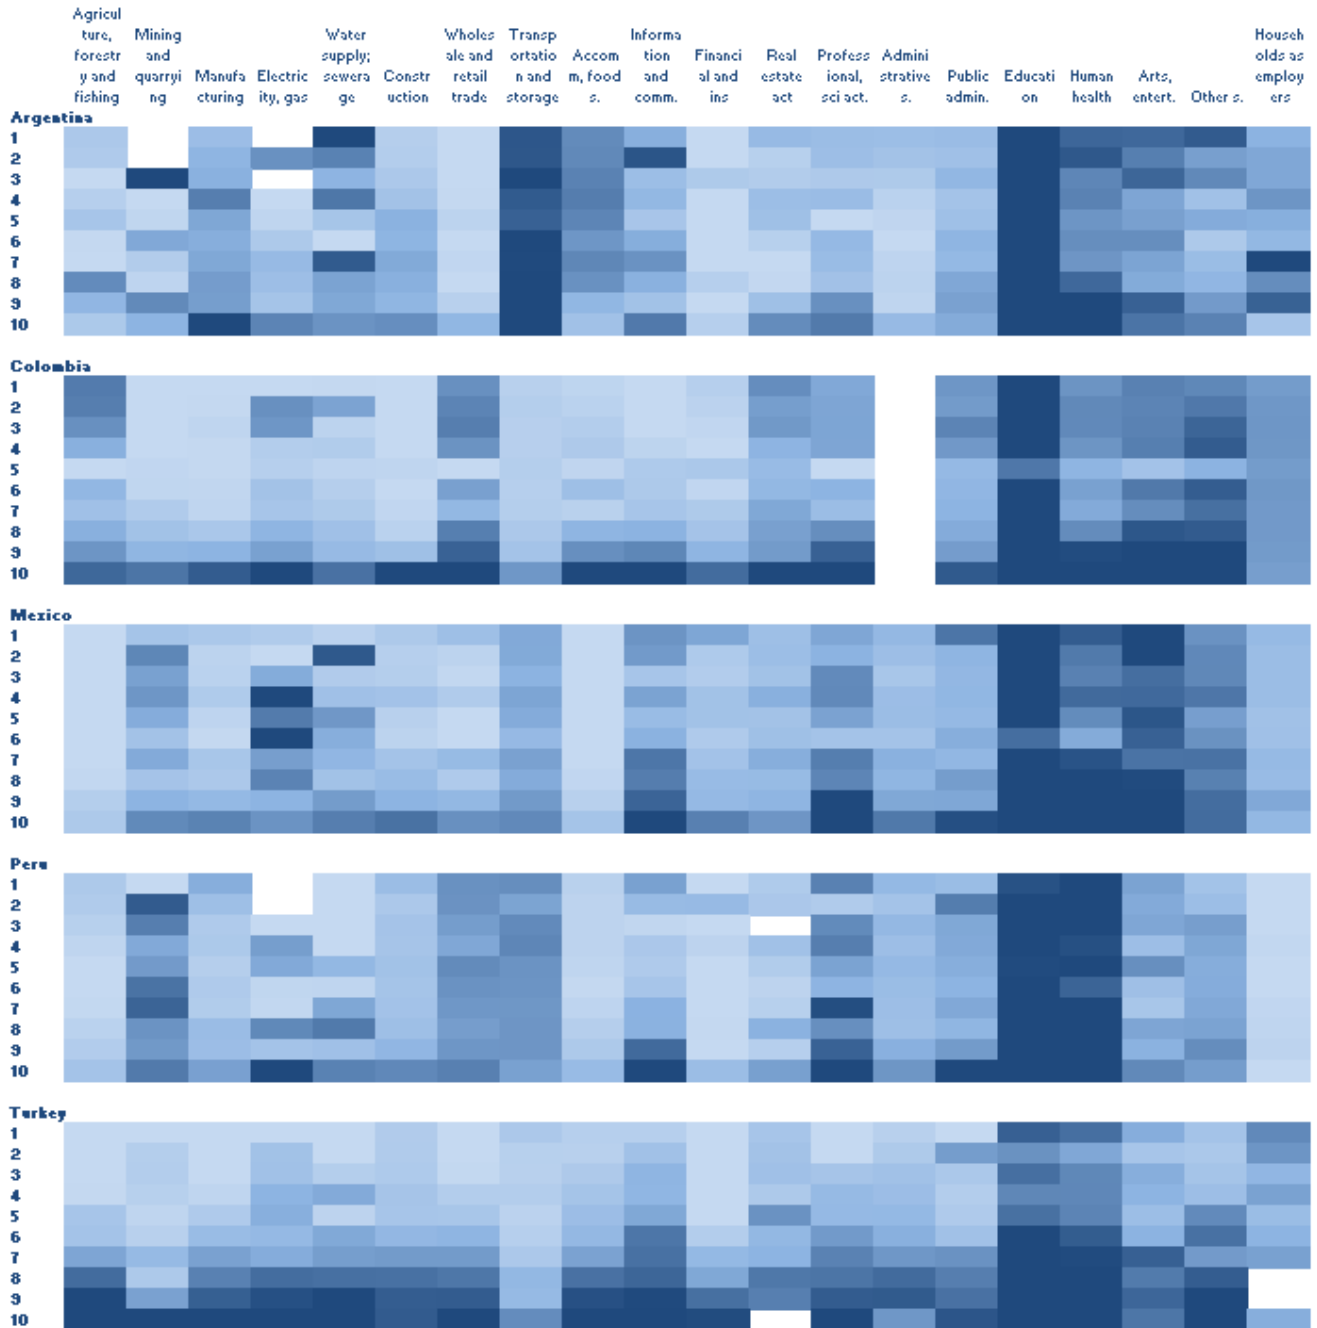 Agricul
ture,
forestr
y and
fishing
Mining
and
quarryi
ng
Manufa
cturing
Electric
ity, gas
Water
supply;
sewera
ge
Constr
uction
Wholes
ale and
retail
trade
Transp
ortatio
n and
storage
Accom
m, food
s.
Informa
tion
and
comm.
Financi
al and
ins
Real
estate
act
Profess
ional,
sci act.
Admini
strative
s.
Public
admin.
Educati
on
Human
health
Arts,
entert.
Other s.
Househ
olds as
employ
ers
Argentina
1
2
3
4
5
6
7
8
9
10
Colombia
1
2
3
4
5
6
7
8
9
10
Mexico
1
2
3
4
5
6
7
8
9
10
Peru
1
2
3
4
5
6
7
8
9
10
Turkey
1
2
3
4
5
6
7
8
9
10